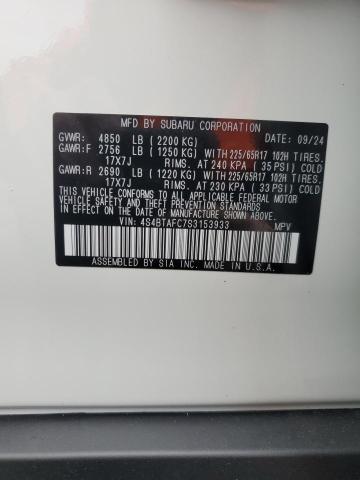 MFD BY SUBARU CORPORATION
DATE: 09/24
GVWR: 4850 LB (2200 KG)
GAWR:F 2756 LB (1250 KG) WITH 225/65R17 102H TIRES.
17X7J RIMS. AT 240 KPA (35 PSI) COLD
GAWR:R 2690 LB (1220 KG) WITH 225/65R17 102H TIRES.
17X7J RIMS. AT 230 KPA (33 PSI) COLD
THIS VEHICLE CONFORMS TO ALL APPLICABLE FEDERAL MOTOR
VEHICLE SAFETY STANDARDS IN EFFECT ON THE DATE OF
MANUFACTURE SHOWN ABOVE.
VIN: 4S4BTAFC7S3153933 MPV
ASSEMBLED BY SIA INC. MADE IN U.S.A.